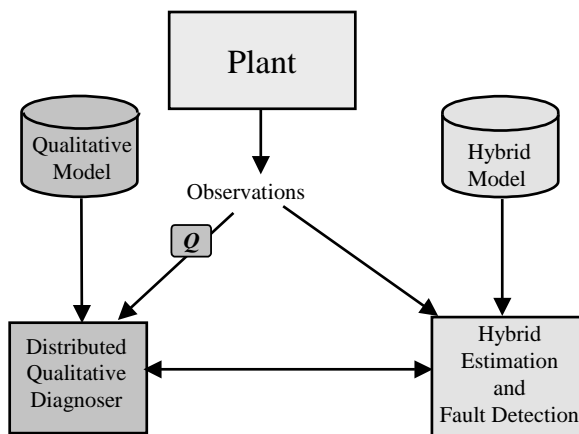 Plant
Qualitative
Model
Hybrid
Model
Observations
Q
Distributed
Qualitative
Diagnoser
Hybrid
Estimation
and
Fault Detection